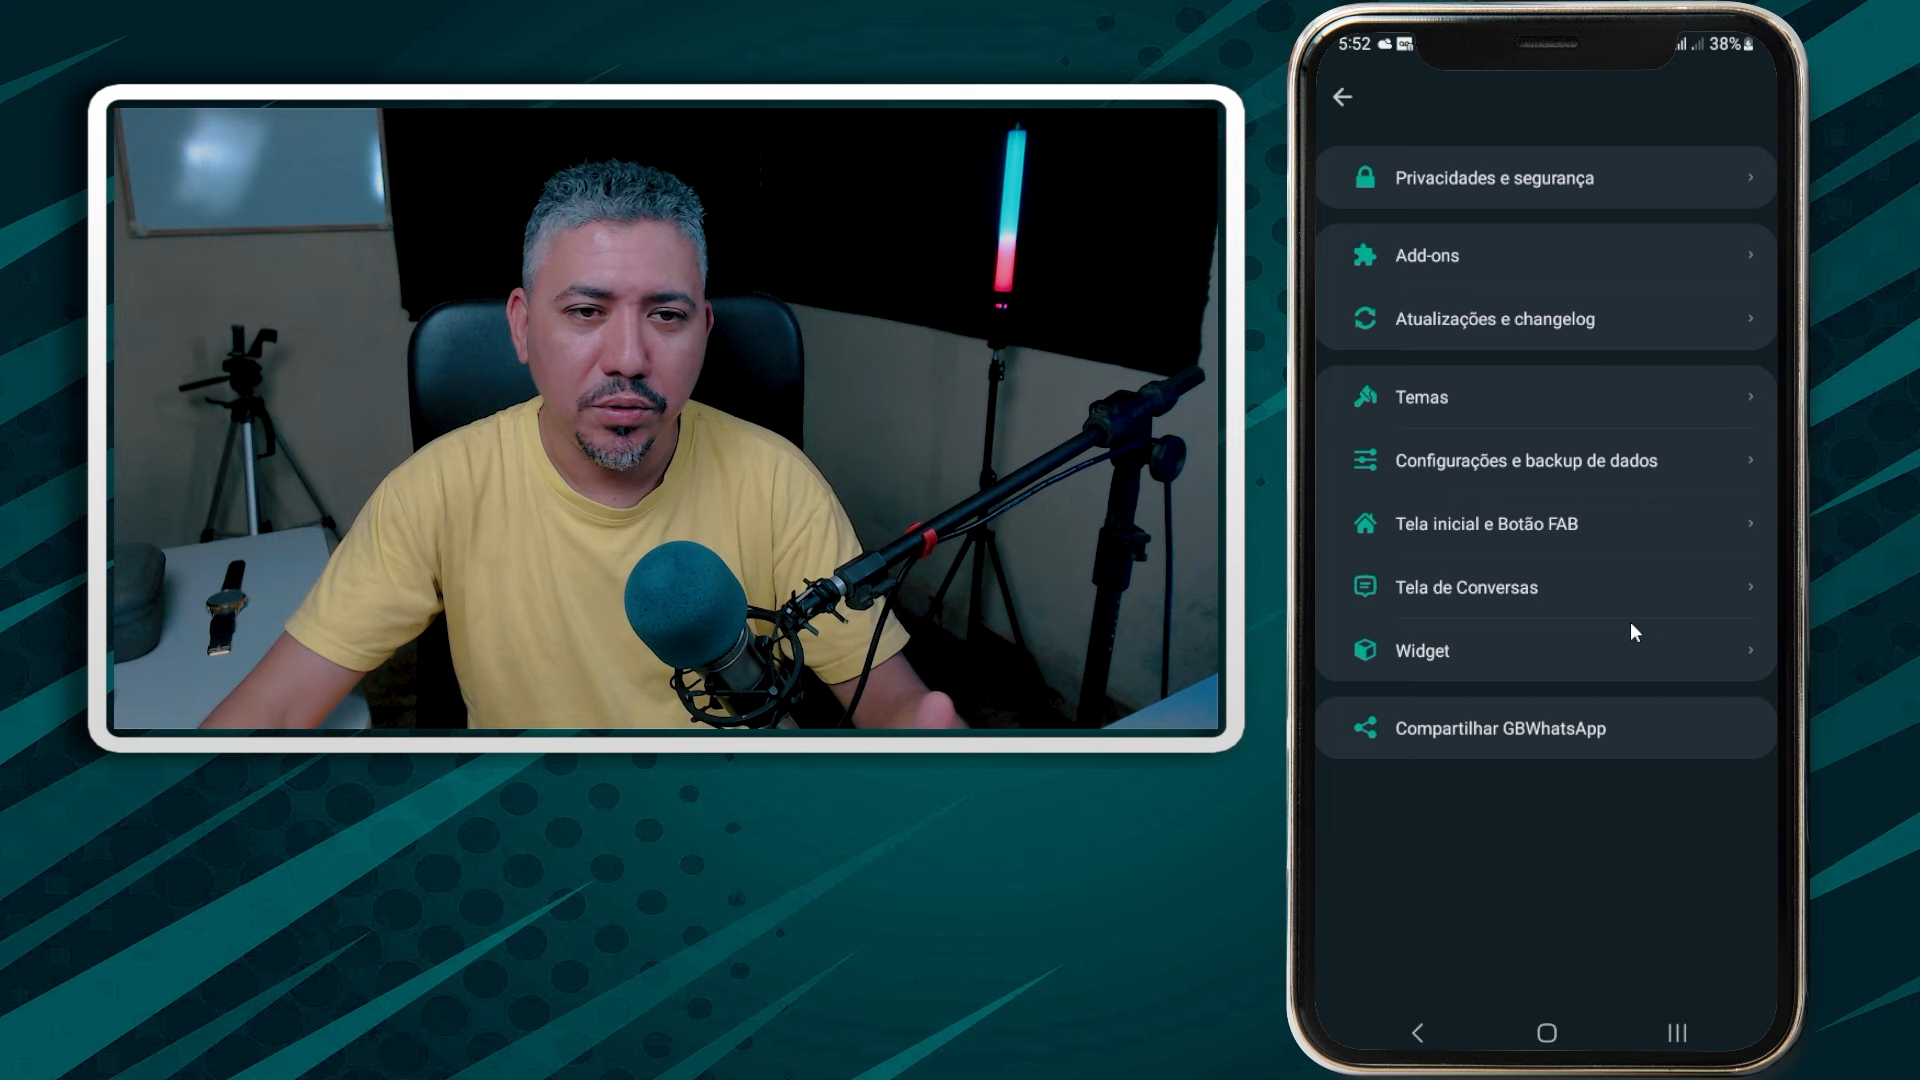 5:52
38%
Privacidades e segurança
Add-ons
Atualizações e changelog
Temas
Configurações e backup de dados
Tela inicial e Botão FAB
Tela de Conversas
Widget
Compartilhar GBWhatsApp